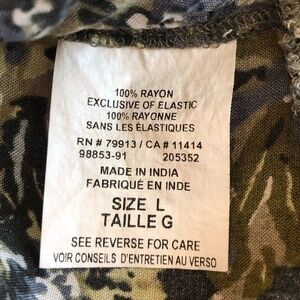 100% RAYON
EXCLUSIVE OF ELASTIC
100% RAYONNE
SANS LES ÉLASTIQUES
RN # 79913 / CA # 11414
98853-91 205352
MADE IN INDIA
FABRIQUÉ EN INDE
SIZE L
TAILLE G
SEE REVERSE FOR CARE
VOIR CONSEILS D'ENTRETIEN AU VERSO